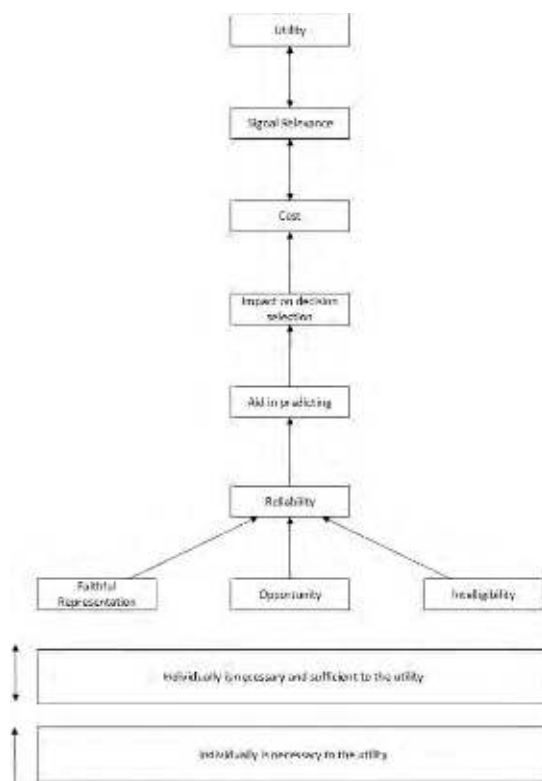 Utility
Signal Relevance
Cost
Impact on decision
selection
Aid in predicting
Reliability
Faithful
Representation
Opportunity
Intelligibility
Individually is necessary and sufficient to the utility
Individually is necessary to the utility